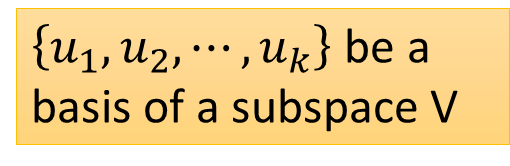 {u₁, u₂, ⋯, uₖ} be a
basis of a subspace V